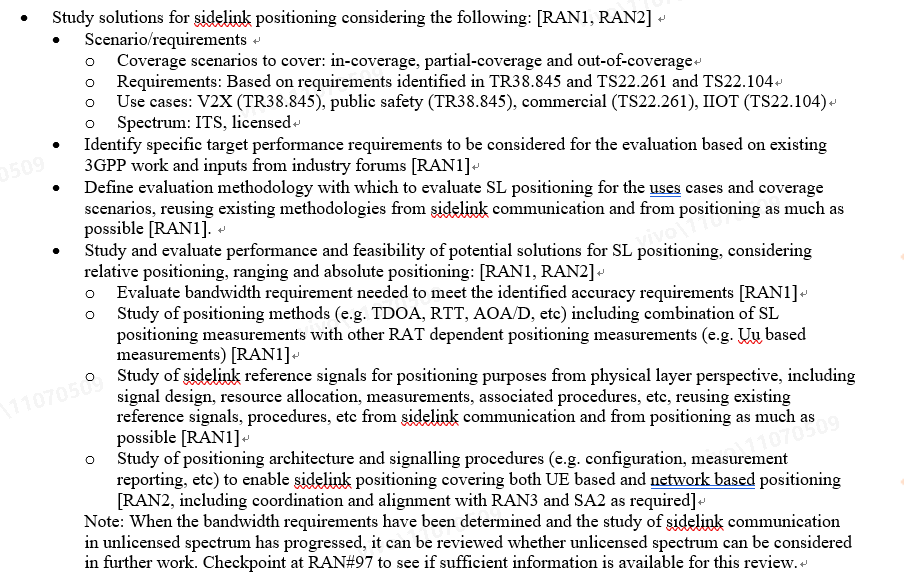 Study solutions for sidelink positioning considering the following: [RAN1, RAN2]
Scenario/requirements
Coverage scenarios to cover: in-coverage, partial-coverage and out-of-coverage
Requirements: Based on requirements identified in TR38.845 and TS22.261 and TS22.104
Use cases: V2X (TR38.845), public safety (TR38.845), commercial (TS22.261), IIOT (TS22.104)
Spectrum: ITS, licensed
Identify specific target performance requirements to be considered for the evaluation based on existing
3GPP work and inputs from industry forums [RAN1]
Define evaluation methodology with which to evaluate SL positioning for the uses cases and coverage
scenarios, reusing existing methodologies from sidelink communication and from positioning as much as
possible [RAN1].
Study and evaluate performance and feasibility of potential solutions for SL positioning, considering
relative positioning, ranging and absolute positioning: [RAN1, RAN2]
Evaluate bandwidth requirement needed to meet the identified accuracy requirements [RAN1]
Study of positioning methods (e.g. TDOA, RTT, AOA/D, etc) including combination of SL
positioning measurements with other RAT dependent positioning measurements (e.g. Uu based
measurements) [RAN1]
Study of sidelink reference signals for positioning purposes from physical layer perspective, including
signal design, resource allocation, measurements, associated procedures, etc, reusing existing
reference signals, procedures, etc from sidelink communication and from positioning as much as
possible [RAN1]
Study of positioning architecture and signalling procedures (e.g. configuration, measurement
reporting, etc) to enable sidelink positioning covering both UE based and network based positioning
[RAN2, including coordination and alignment with RAN3 and SA2 as required]
Note: When the bandwidth requirements have been determined and the study of sidelink communication
in unlicensed spectrum has progressed, it can be reviewed whether unlicensed spectrum can be considered
in further work. Checkpoint at RAN#97 to see if sufficient information is available for this review.